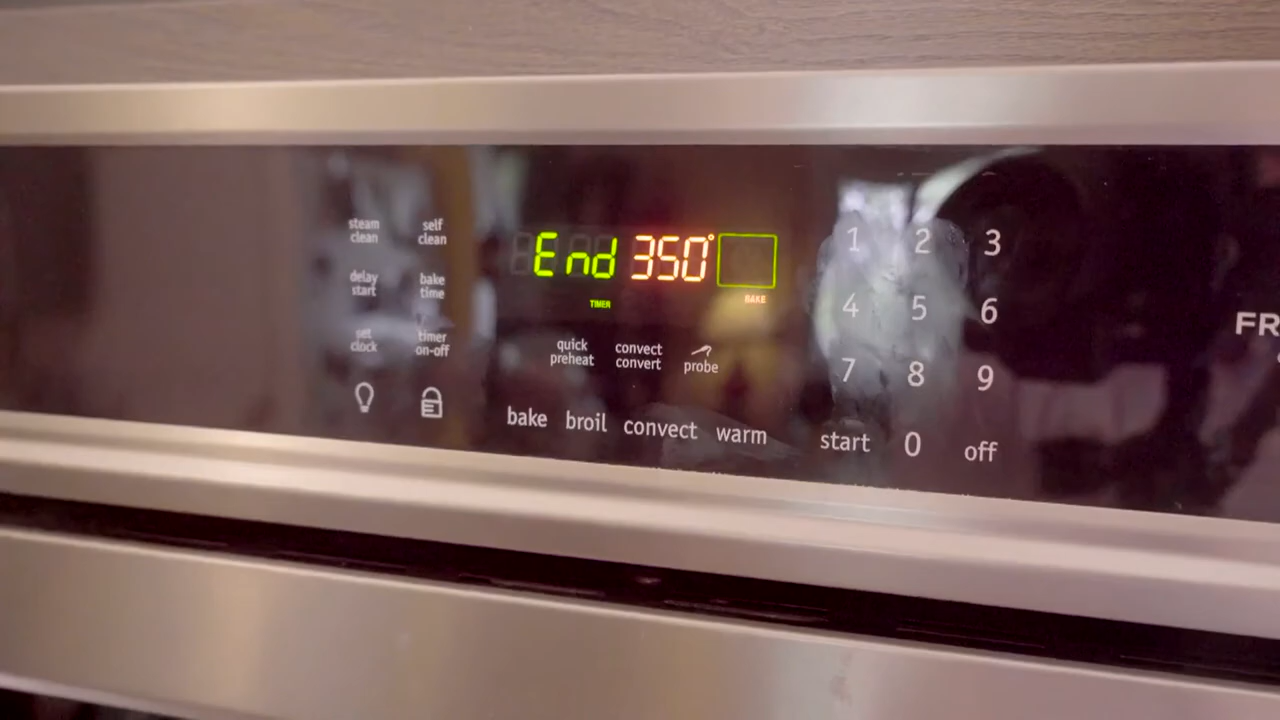 steam clean
self clean
delay start
bake time
set clock
timer on-off
End 350°
TIMER
BAKE
quick preheat
convect convert
probe
bake broil convect warm
1 2 3
4 5 6
7 8 9
start 0 off
FR